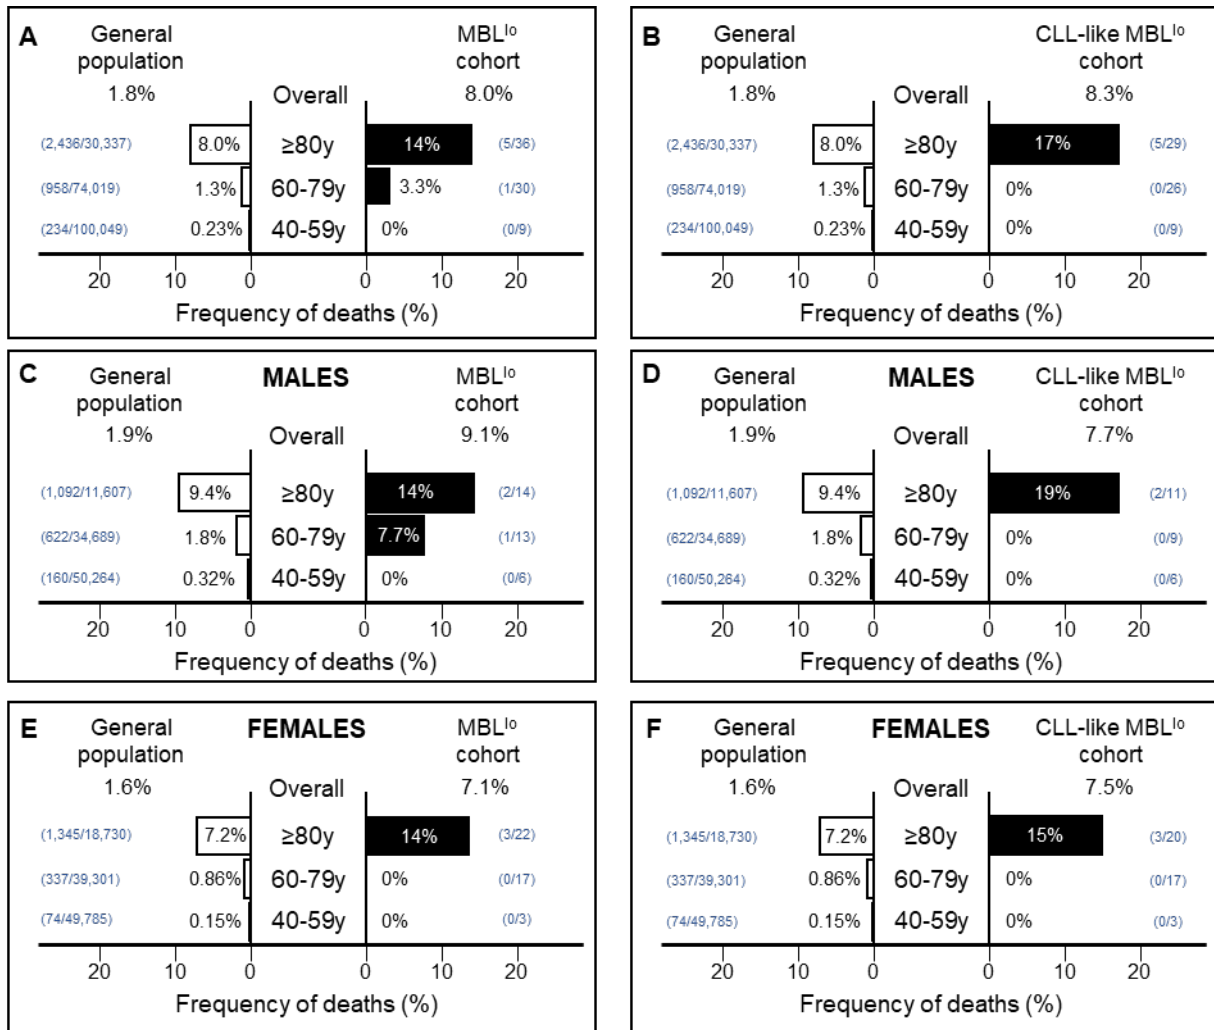 A
General population
MBLlo cohort
1.8%
Overall
8.0%
(2,436/30,337) 8.0% ≥80y 14% (5/36)
(958/74,019) 1.3% 60-79y 3.3% (1/30)
(234/100,049) 0.23% 40-59y 0% (0/9)
20 10 0 0 10 20
Frequency of deaths (%)
B
General population
CLL-like MBLlo cohort
1.8%
Overall
8.3%
(2,436/30,337) 8.0% ≥80y 17% (5/29)
(958/74,019) 1.3% 60-79y 0% (0/26)
(234/100,049) 0.23% 40-59y 0% (0/9)
20 10 0 0 10 20
Frequency of deaths (%)
C
General population
MALES
MBLlo cohort
1.9%
Overall
9.1%
(1,092/11,607) 9.4% ≥80y 14% (2/14)
(622/34,689) 1.8% 60-79y 7.7% (1/13)
(160/50,264) 0.32% 40-59y 0% (0/6)
20 10 0 0 10 20
Frequency of deaths (%)
D
General population
MALES
CLL-like MBLlo cohort
1.9%
Overall
7.7%
(1,092/11,607) 9.4% ≥80y 19% (2/11)
(622/34,689) 1.8% 60-79y 0% (0/9)
(160/50,264) 0.32% 40-59y 0% (0/6)
20 10 0 0 10 20
Frequency of deaths (%)
E
General population
FEMALES
MBLlo cohort
1.6%
Overall
7.1%
(1,345/18,730) 7.2% ≥80y 14% (3/22)
(337/39,301) 0.86% 60-79y 0% (0/17)
(74/49,785) 0.15% 40-59y 0% (0/3)
20 10 0 0 10 20
Frequency of deaths (%)
F
General population
FEMALES
CLL-like MBLlo cohort
1.6%
Overall
7.5%
(1,345/18,730) 7.2% ≥80y 15% (3/20)
(337/39,301) 0.86% 60-79y 0% (0/17)
(74/49,785) 0.15% 40-59y 0% (0/3)
20 10 0 0 10 20
Frequency of deaths (%)